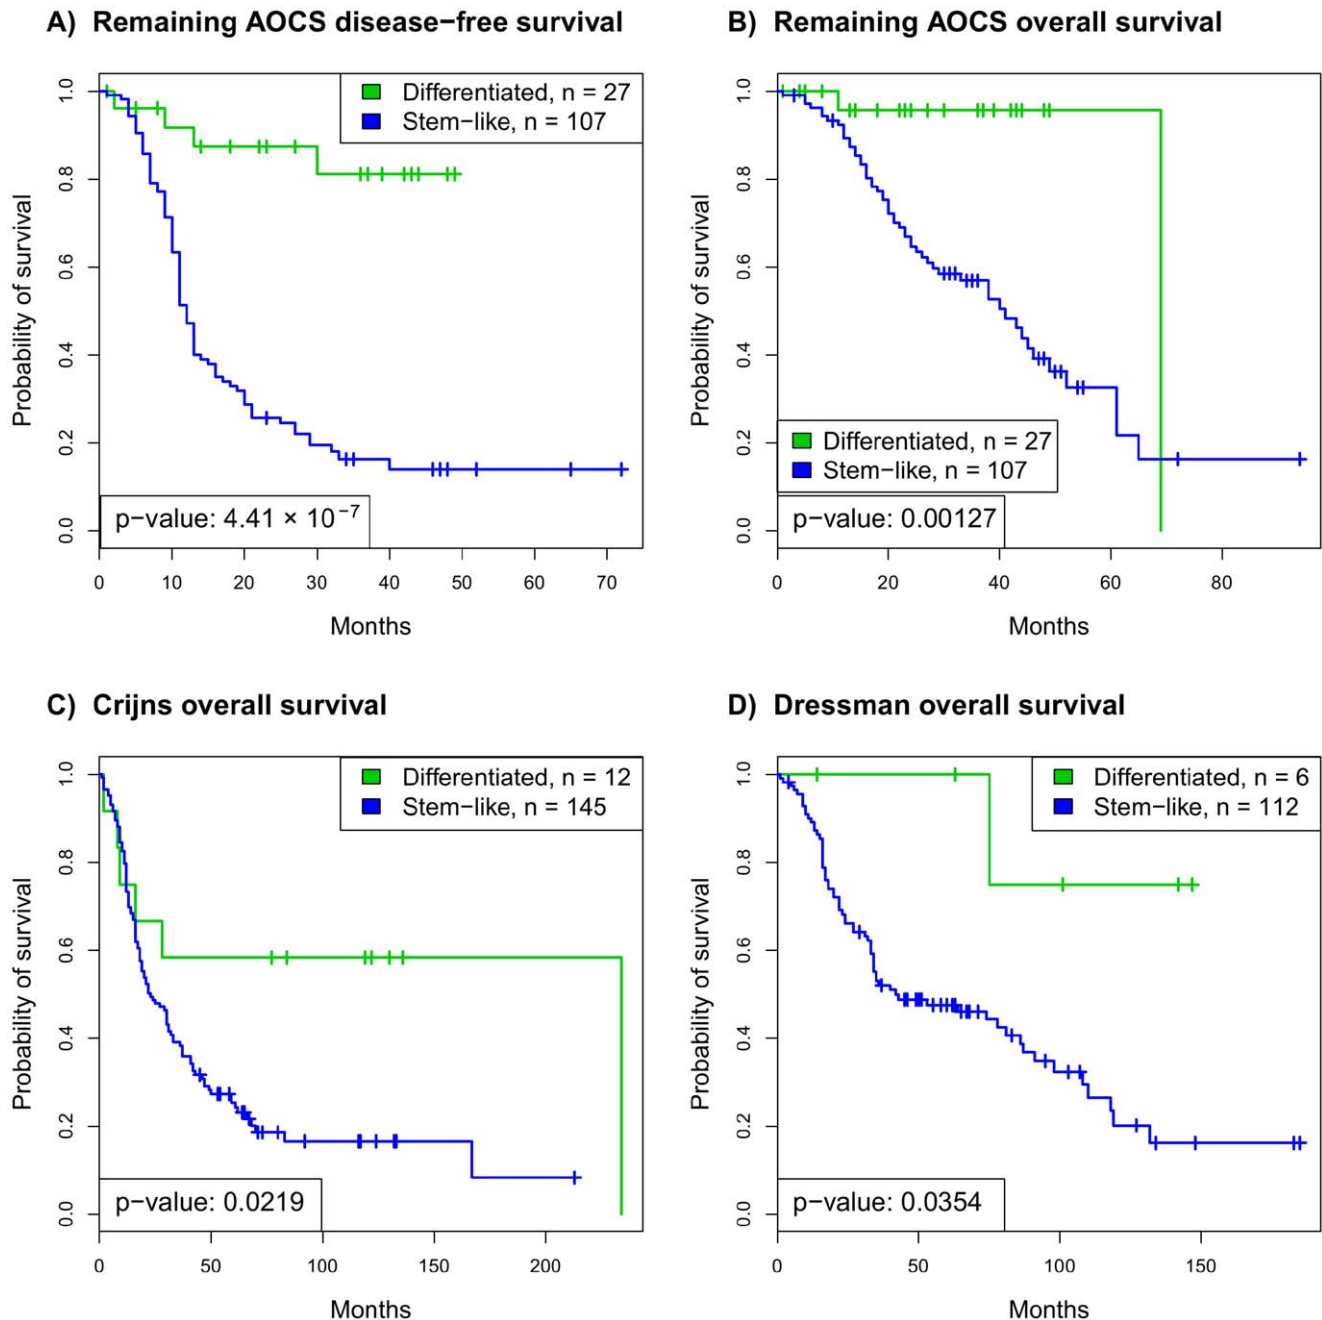 A) Remaining AOCS disease−free survival
Probability of survival
0.0 0.2 0.4 0.6 0.8 1.0
Differentiated, n = 27
Stem−like, n = 107
p−value: 4.41 × 10⁻⁷
0 10 20 30 40 50 60 70
Months
B) Remaining AOCS overall survival
Probability of survival
0.0 0.2 0.4 0.6 0.8 1.0
Differentiated, n = 27
Stem−like, n = 107
p−value: 0.00127
0 20 40 60 80
Months
C) Crijns overall survival
Probability of survival
0.0 0.2 0.4 0.6 0.8 1.0
Differentiated, n = 12
Stem−like, n = 145
p−value: 0.0219
0 50 100 150 200
Months
D) Dressman overall survival
Probability of survival
0.0 0.2 0.4 0.6 0.8 1.0
Differentiated, n = 6
Stem−like, n = 112
p−value: 0.0354
0 50 100 150
Months